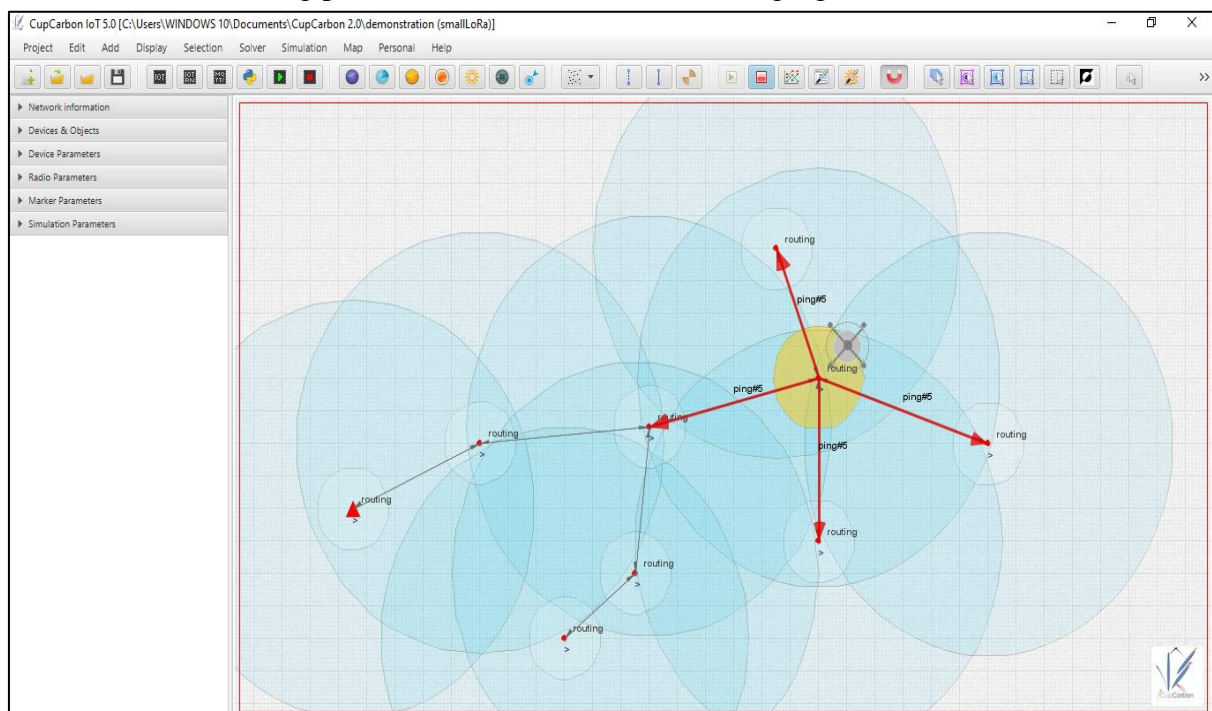 CupCarbon IoT 5.0 [C:\Users\WINDOWS 10\Documents\CupCarbon 2.0\demonstration (smallLoRa)]
Project Edit Add Display Selection Solver Simulation Map Personal Help
Network information
Devices & Objects
Device Parameters
Radio Parameters
Marker Parameters
Simulation Parameters
routing
ping#5
routing
ping#5
ping#5
routing
routing
routing
>
>
>
ping#5
routing
>
routing
>
routing
>
routing
>
CupCarbon